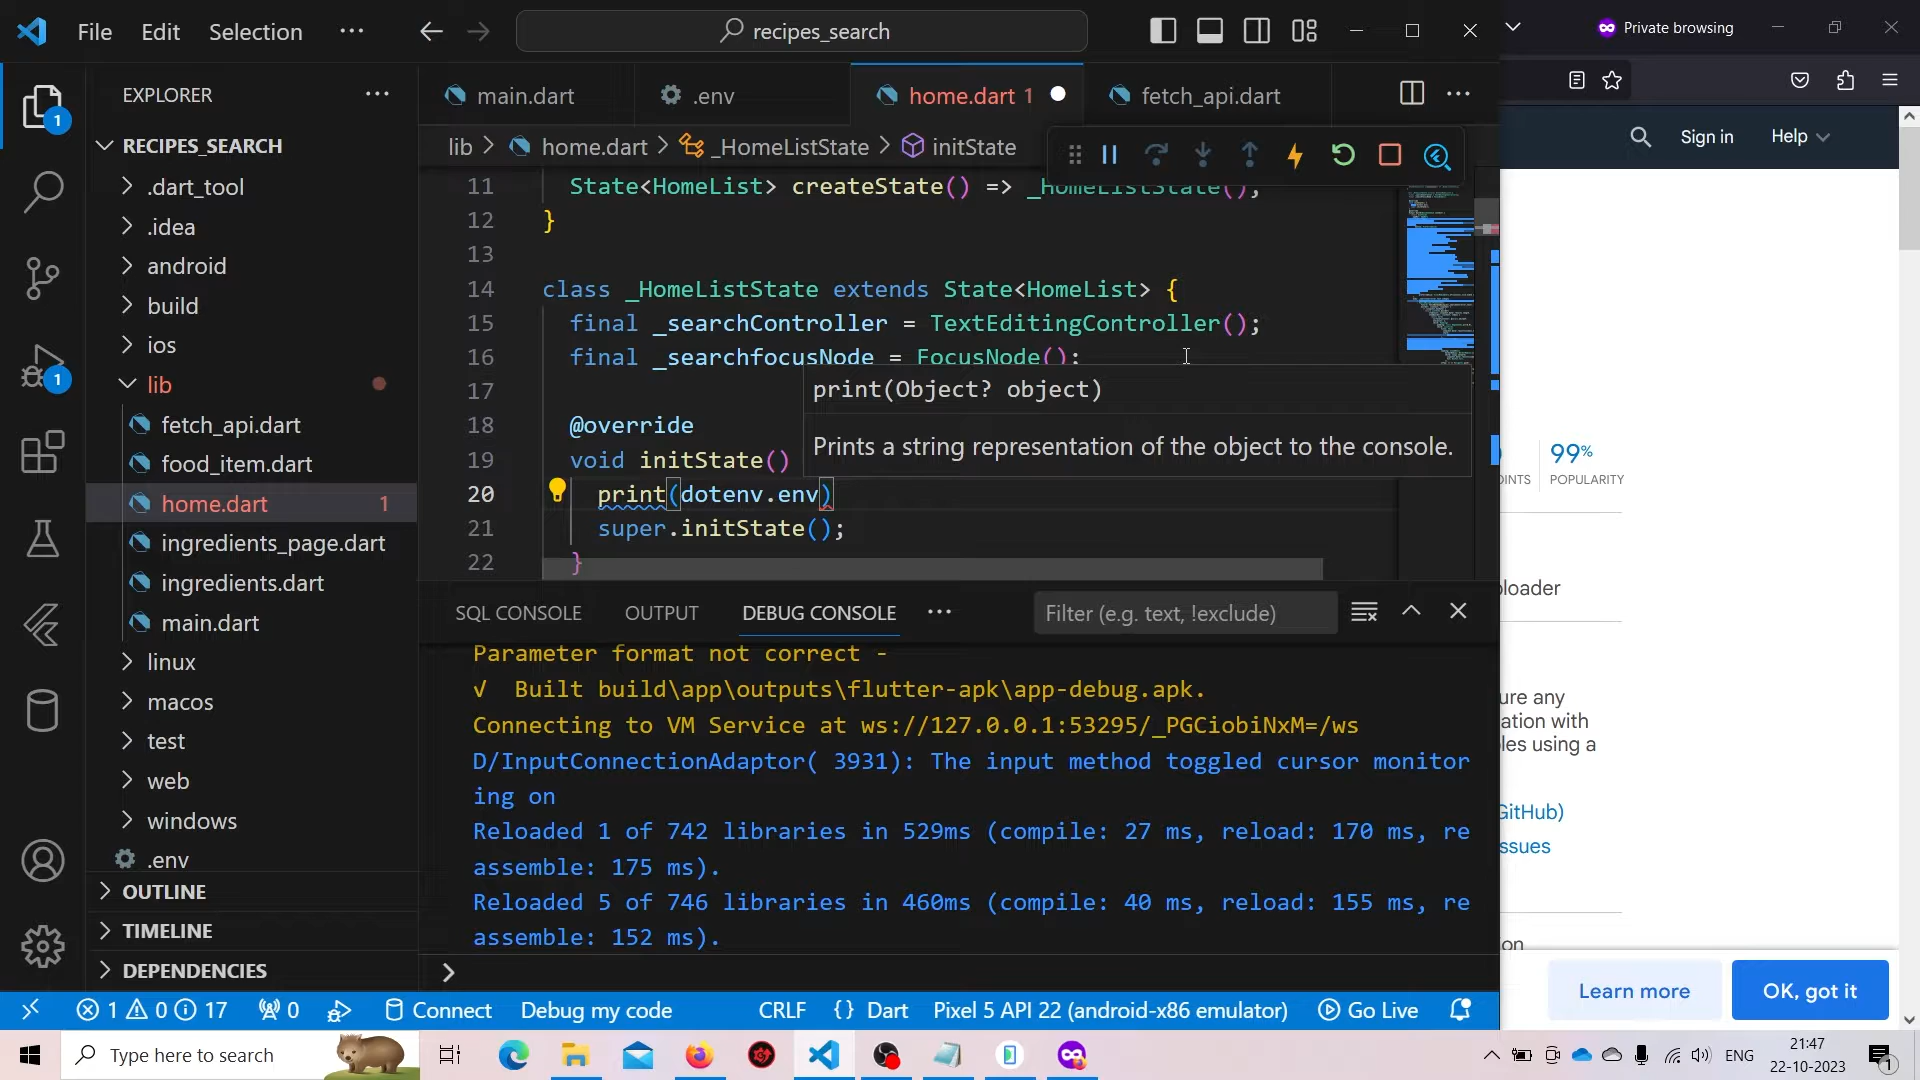 File Edit Selection ··· recipes_search
Private browsing
EXPLORER
main.dart
.env
home.dart 1
fetch_api.dart
Sign in
Help
RECIPES_SEARCH
lib > home.dart > _HomeListState > initState
.dart_tool
.idea
android
build
ios
lib
fetch_api.dart
food_item.dart
home.dart 1
ingredients_page.dart
ingredients.dart
main.dart
linux
macos
test
web
windows
.env
OUTLINE
TIMELINE
DEPENDENCIES
1
1
11 State<HomeList> createState() => _HomeListState();
12 }
13
14 class _HomeListState extends State<HomeList> {
15 final _searchController = TextEditingController();
16 final _searchfocusNode = FocusNode();
17
18 @override
19 void initState()
20 print(dotenv.env)
21 super.initState();
22 }
print(Object? object)
Prints a string representation of the object to the console.
99%
OINTS
POPULARITY
SQL CONSOLE OUTPUT DEBUG CONSOLE ··· Filter (e.g. text, !exclude)
Parameter format not correct -
√ Built build\app\outputs\flutter-apk\app-debug.apk.
Connecting to VM Service at ws://127.0.0.1:53295/_PGCiobiNxM=/ws
D/InputConnectionAdaptor( 3931): The input method toggled cursor monitor
ing on
Reloaded 1 of 742 libraries in 529ms (compile: 27 ms, reload: 170 ms, re
assemble: 175 ms).
Reloaded 5 of 746 libraries in 460ms (compile: 40 ms, reload: 155 ms, re
assemble: 152 ms).
>
loader
ure any
ation with
les using a
GitHub)
ssues
on
Learn more
OK, got it
1 0 17 0 Connect Debug my code CRLF {} Dart Pixel 5 API 22 (android-x86 emulator) Go Live
Type here to search
ENG
21:47
22-10-2023
1